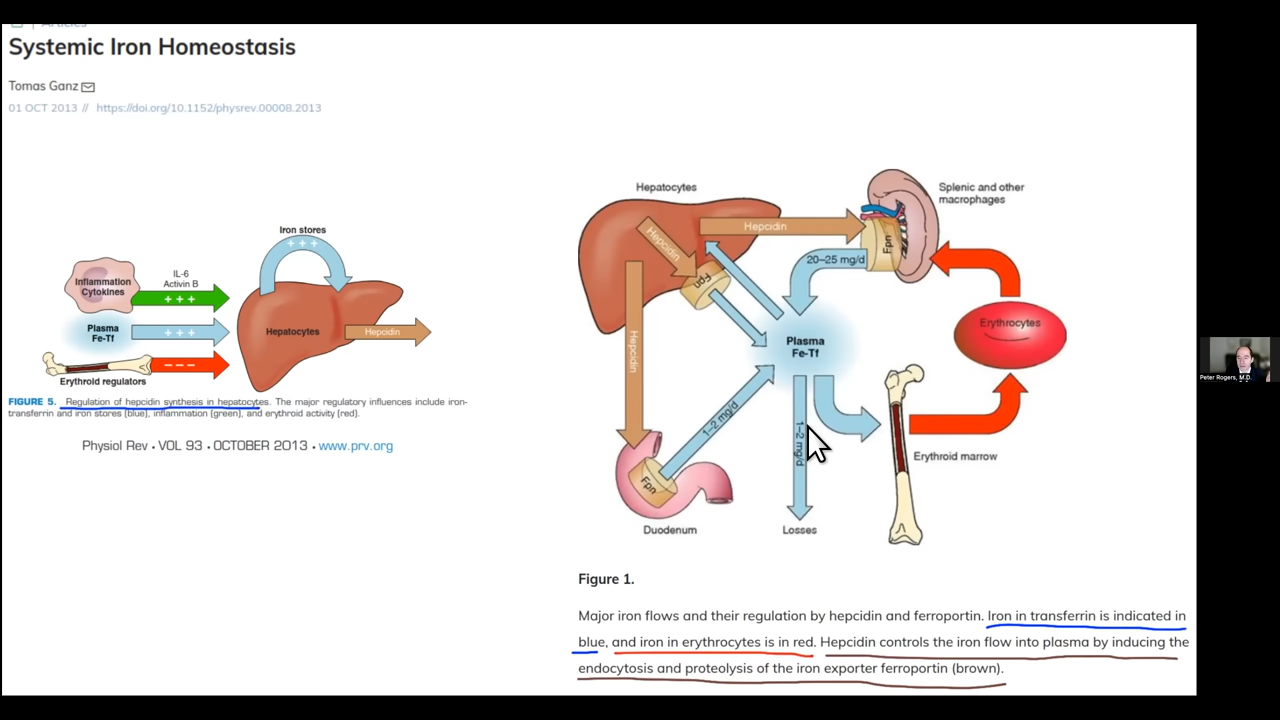 Articles
Systemic Iron Homeostasis
Tomas Ganz
01 OCT 2013 // https://doi.org/10.1152/physrev.00008.2013
Iron stores
+ + +
Inflammation
Cytokines
IL-6
Activin B
+ + +
Plasma
Fe-Tf
+ + +
Hepatocytes
Hepcidin
– – –
Erythroid regulators
FIGURE 5. Regulation of hepcidin synthesis in hepatocytes. The major regulatory influences include iron-
transferrin and iron stores (blue), inflammation (green), and erythroid activity (red).
Physiol Rev • VOL 93 • OCTOBER 2013 • www.prv.org
Hepatocytes
Splenic and other
macrophages
Hepcidin
Hepcidin
Fpn
Fpn
20–25 mg/d
Hepcidin
Plasma
Fe-Tf
Erythrocytes
1–2 mg/d
1–2 mg/d
Erythroid marrow
Fpn
Duodenum
Losses
Figure 1.
Major iron flows and their regulation by hepcidin and ferroportin. Iron in transferrin is indicated in
blue, and iron in erythrocytes is in red. Hepcidin controls the iron flow into plasma by inducing the
endocytosis and proteolysis of the iron exporter ferroportin (brown).
Peter Rogers, M.D.